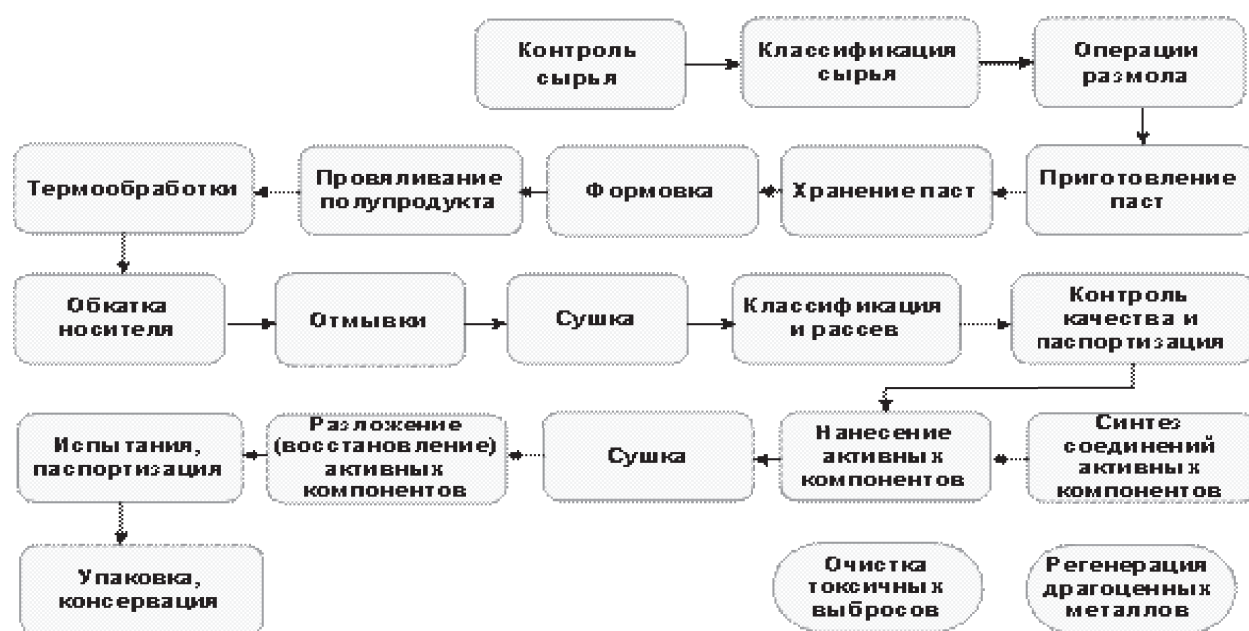 Контроль
сырья
Классификация
сырья
Операции
размола
Термообработки
Провяливание
полупродукта
Формовка
Хранение паст
Приготовление
паст
Обкатка
носителя
Отмывки
Сушка
Классификация
и рассев
Контроль
качества и
паспортизация
Испытания,
паспортизация
Разложение
(восстановление)
активных
компонентов
Сушка
Нанесение
активных
компонентов
Синтез
соединений
активных
компонентов
Упаковка,
консервация
Очистка
токсичных
выбросов
Регенерация
драгоценных
металлов